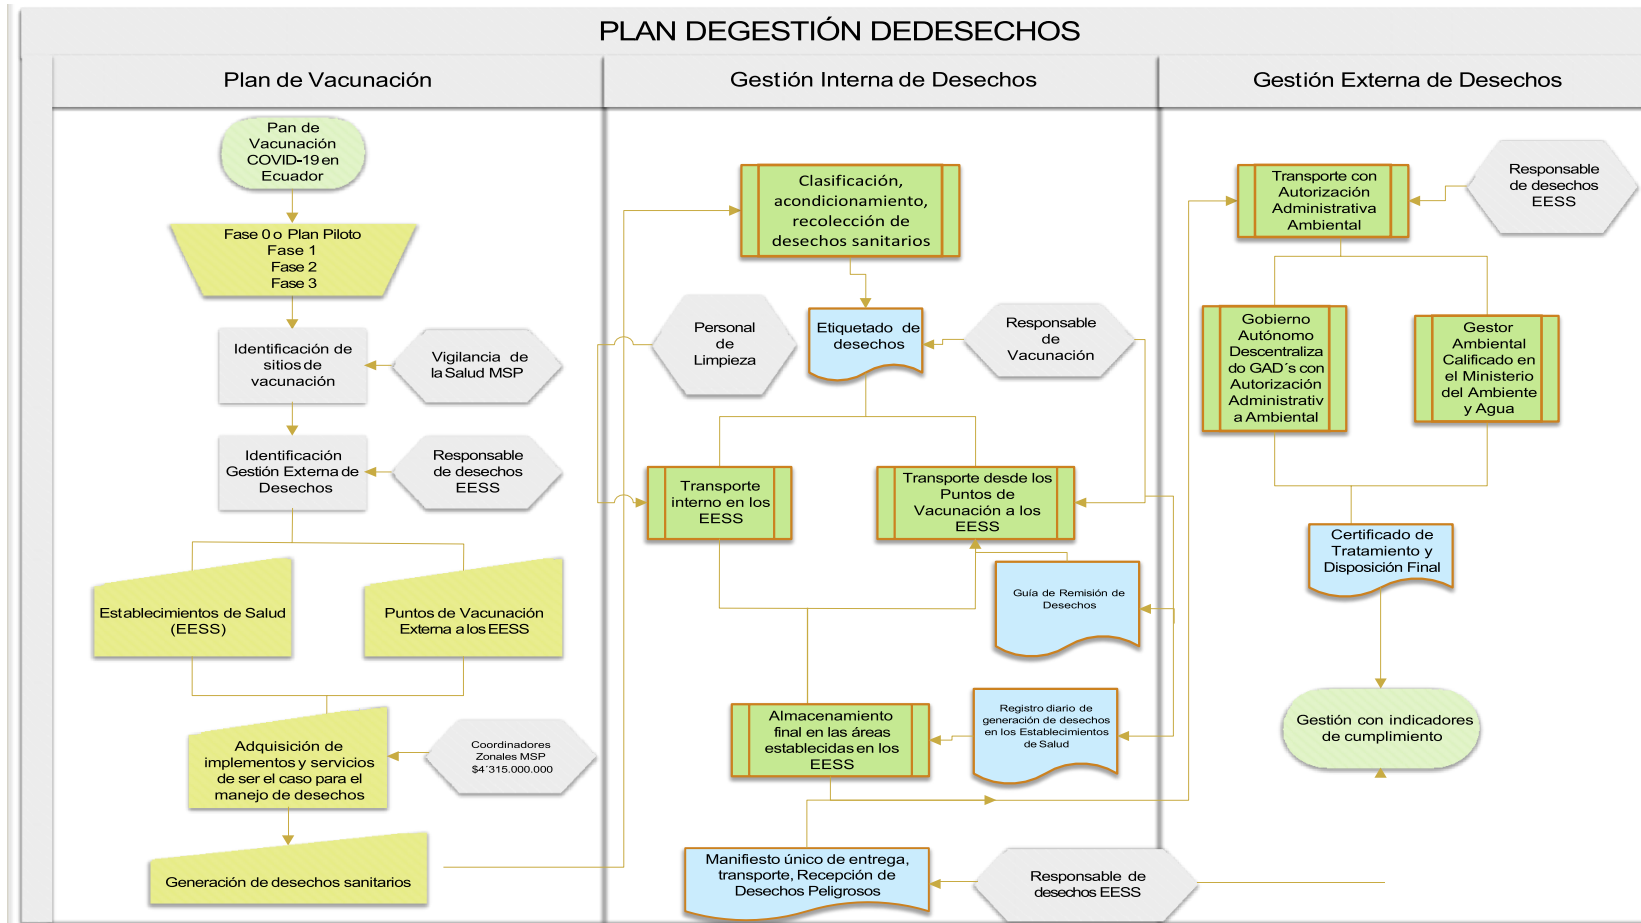 PLAN DEGESTIÓN DEDESECHOS
Plan de Vacunación
Gestión Interna de Desechos
Gestión Externa de Desechos
Pan de
Vacunación
COVID-19 en
Ecuador
Fase 0 o Plan Piloto
Fase 1
Fase 2
Fase 3
Identificación de
sitios de
vacunación
Vigilancia de
la Salud MSP
Identificación
Gestión Externa de
Desechos
Responsable
de desechos
EESS
Establecimientos de Salud
(EESS)
Puntos de Vacunación
Externa a los EESS
Adquisición de
implementos y servicios
de ser el caso para el
manejo de desechos
Coordinadores
Zonales MSP
$4´315.000.000
Generación de desechos sanitarios
Clasificación,
acondicionamiento,
recolección de
desechos sanitarios
Personal
de
Limpieza
Etiquetado de
desechos
Responsable
de Vacunación
Transporte
interno en los
EESS
Transporte desde los
Puntos de
Vacunación a los
EESS
Guía de Remisión de
Desechos
Almacenamiento
final en las áreas
establecidas en los
EESS
Registro diario de
generación de desechos
en los Establecimientos
de Salud
Manifiesto único de entrega,
transporte, Recepción de
Desechos Peligrosos
Responsable de
desechos EESS
Transporte con
Autorización
Administrativa
Ambiental
Responsable
de desechos
EESS
Gobierno
Autónomo
Descentraliza
do GAD´s con
Autorización
Administrativ
a Ambiental
Gestor
Ambiental
Calificado en
el Ministerio
del Ambiente
y Agua
Certificado de
Tratamiento y
Disposición Final
Gestión con indicadores
de cumplimiento